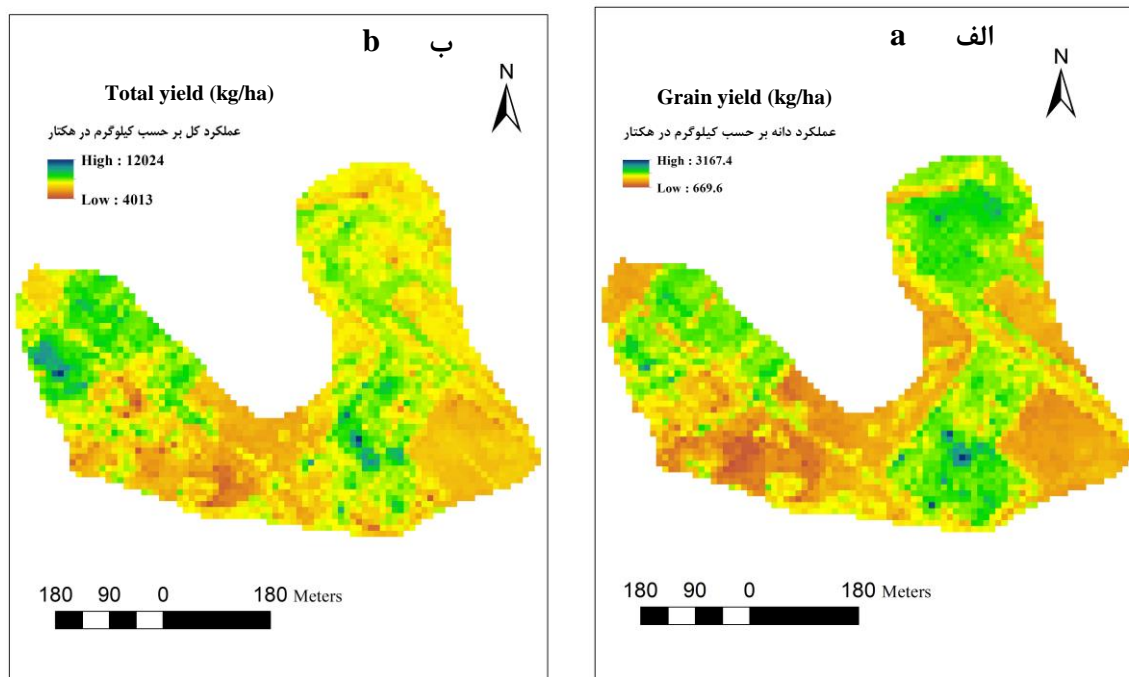 b ب
N
Total yield (kg/ha)
عملکرد کل بر حسب کیلوگرم در هکتار
High : 12024
Low : 4013
180 90 0 180 Meters
a الف
N
Grain yield (kg/ha)
عملکرد دانه بر حسب کیلوگرم در هکتار
High : 3167.4
Low : 669.6
180 90 0 180 Meters